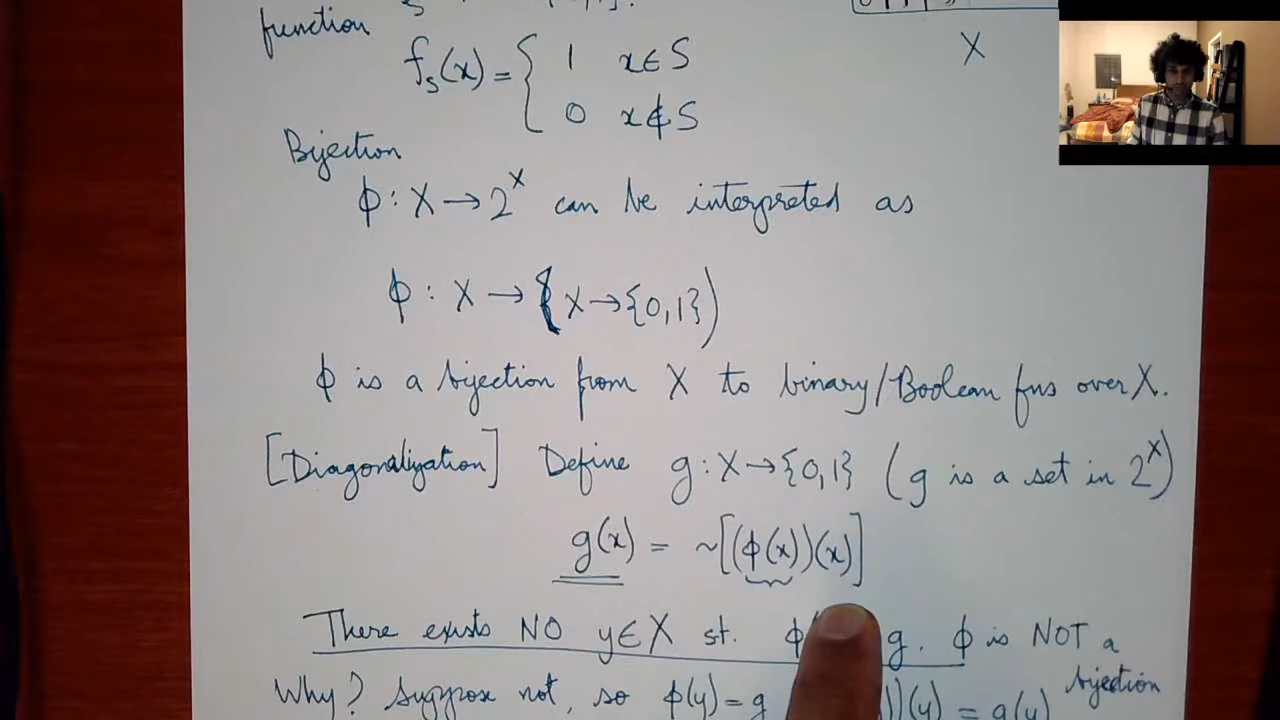 function
f_s(x) = { 1 x∈S
0 x∉S
X
Bijection
ϕ : X → 2^X can be interpreted as
ϕ : X → ( X → {0,1} )
ϕ is a bijection from X to binary/Boolean fns over X.
[Diagonalization] Define g : X → {0,1} (g is a set in 2^X)
g(x) = ~[(ϕ(x))(x)]
There exists NO y∈X st. ϕ g. ϕ is NOT a
bijection
Why? Suppose not, so ϕ(y) = g )(y) = g(y)